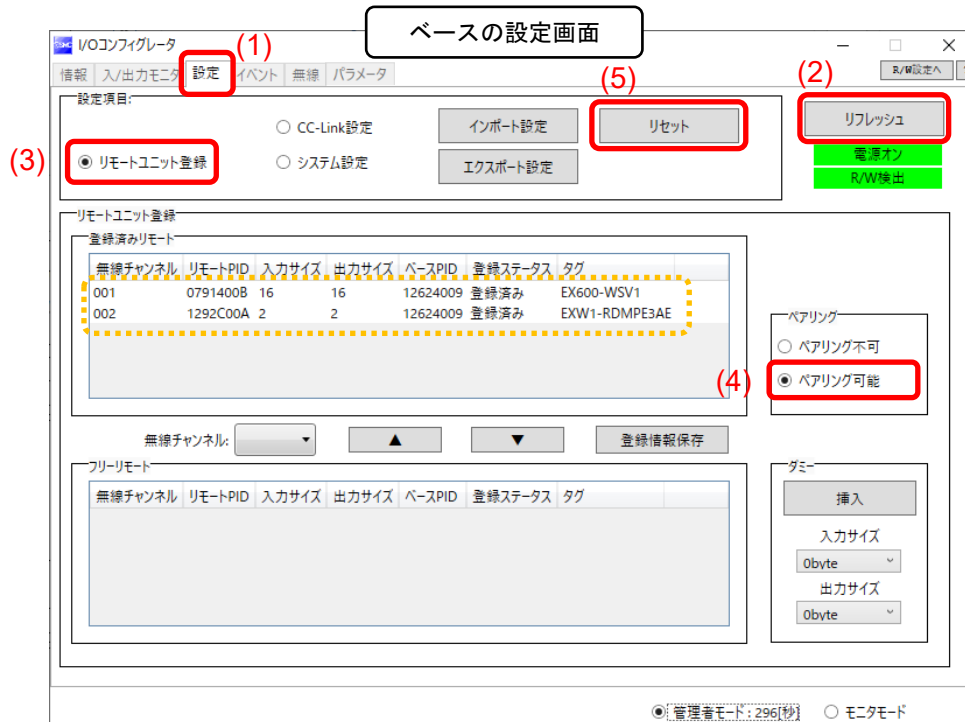 ベースの設定画面
SMC I/Oコンフィグレータ
(1)
情報 入/出力モニタ 設定 イベント 無線 パラメータ
R/W設定へ
(5)
(2)
設定項目:
CC-Link設定
インポート設定
リセット
リフレッシュ
(3)
リモートユニット登録
システム設定
エクスポート設定
電源オン
R/W検出
リモートユニット登録
登録済みリモート
無線チャンネル リモートPID 入力サイズ 出力サイズ ベースPID 登録ステータス タグ
001 0791400B 16 16 12624009 登録済み EX600-WSV1
002 1292C00A 2 2 12624009 登録済み EXW1-RDMPE3AE
ペアリング
ペアリング不可
(4)
ペアリング可能
無線チャンネル: ▲ ▼ 登録情報保存
フリーリモート
無線チャンネル リモートPID 入力サイズ 出力サイズ ベースPID 登録ステータス タグ
ダミー
挿入
入力サイズ
0byte
出力サイズ
0byte
管理者モード : 296[秒] モニタモード